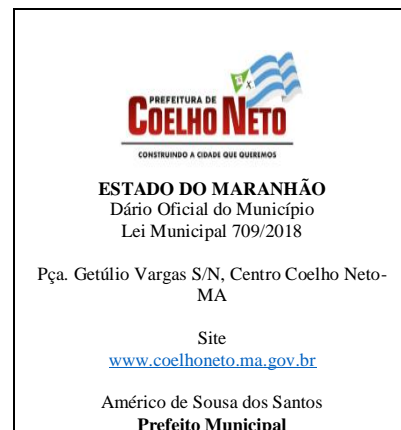 PREFEITURA DE
COELHO NETO
CONSTRUINDO A CIDADE QUE QUEREMOS
ESTADO DO MARANHÃO
Dário Oficial do Município
Lei Municipal 709/2018
Pça. Getúlio Vargas S/N, Centro Coelho Neto-
MA
Site
www.coelhoneto.ma.gov.br
Américo de Sousa dos Santos
Prefeito Municipal